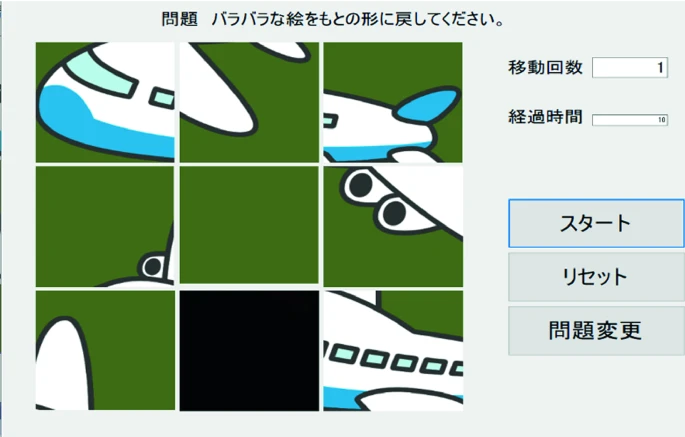 問題　バラバラな絵をもとの形に戻してください。
移動回数 1
経過時間 10
スタート
リセット
問題変更